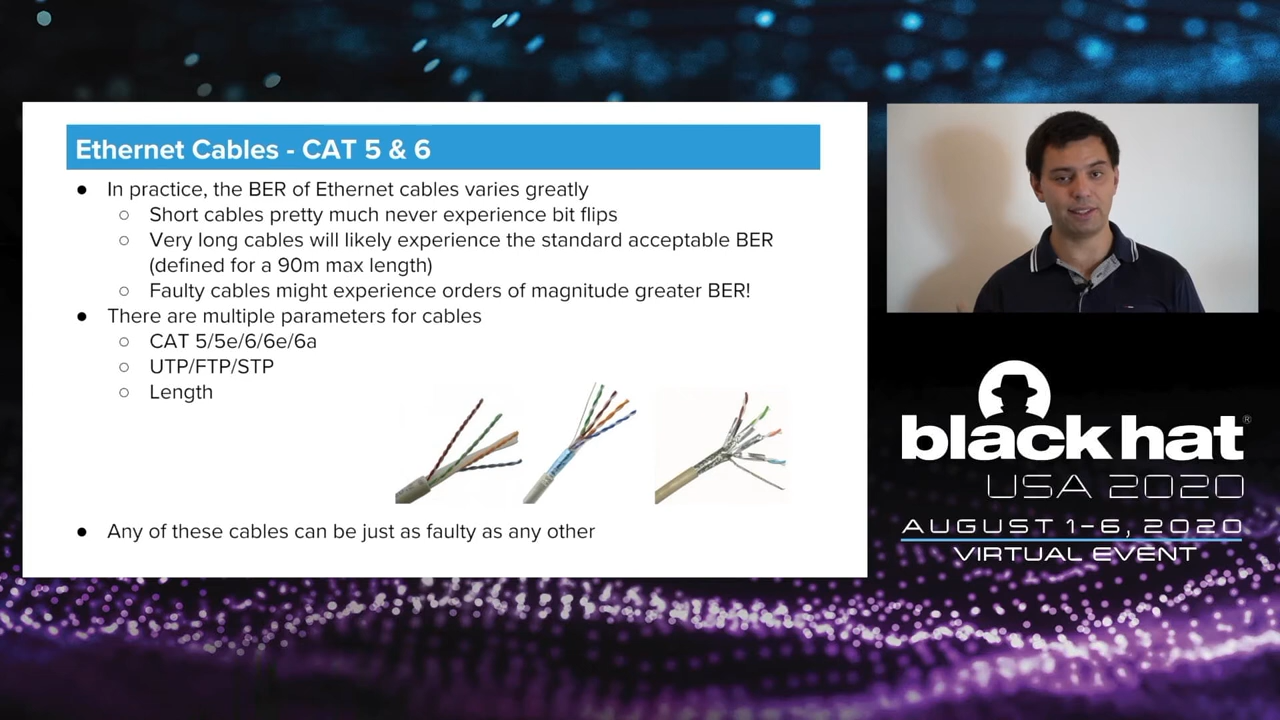 Ethernet Cables - CAT 5 & 6
● In practice, the BER of Ethernet cables varies greatly
○ Short cables pretty much never experience bit flips
○ Very long cables will likely experience the standard acceptable BER
(defined for a 90m max length)
○ Faulty cables might experience orders of magnitude greater BER!
● There are multiple parameters for cables
○ CAT 5/5e/6/6e/6a
○ UTP/FTP/STP
○ Length
● Any of these cables can be just as faulty as any other
black hat®
USA 2020
AUGUST 1-6, 2020
VIRTUAL EVENT